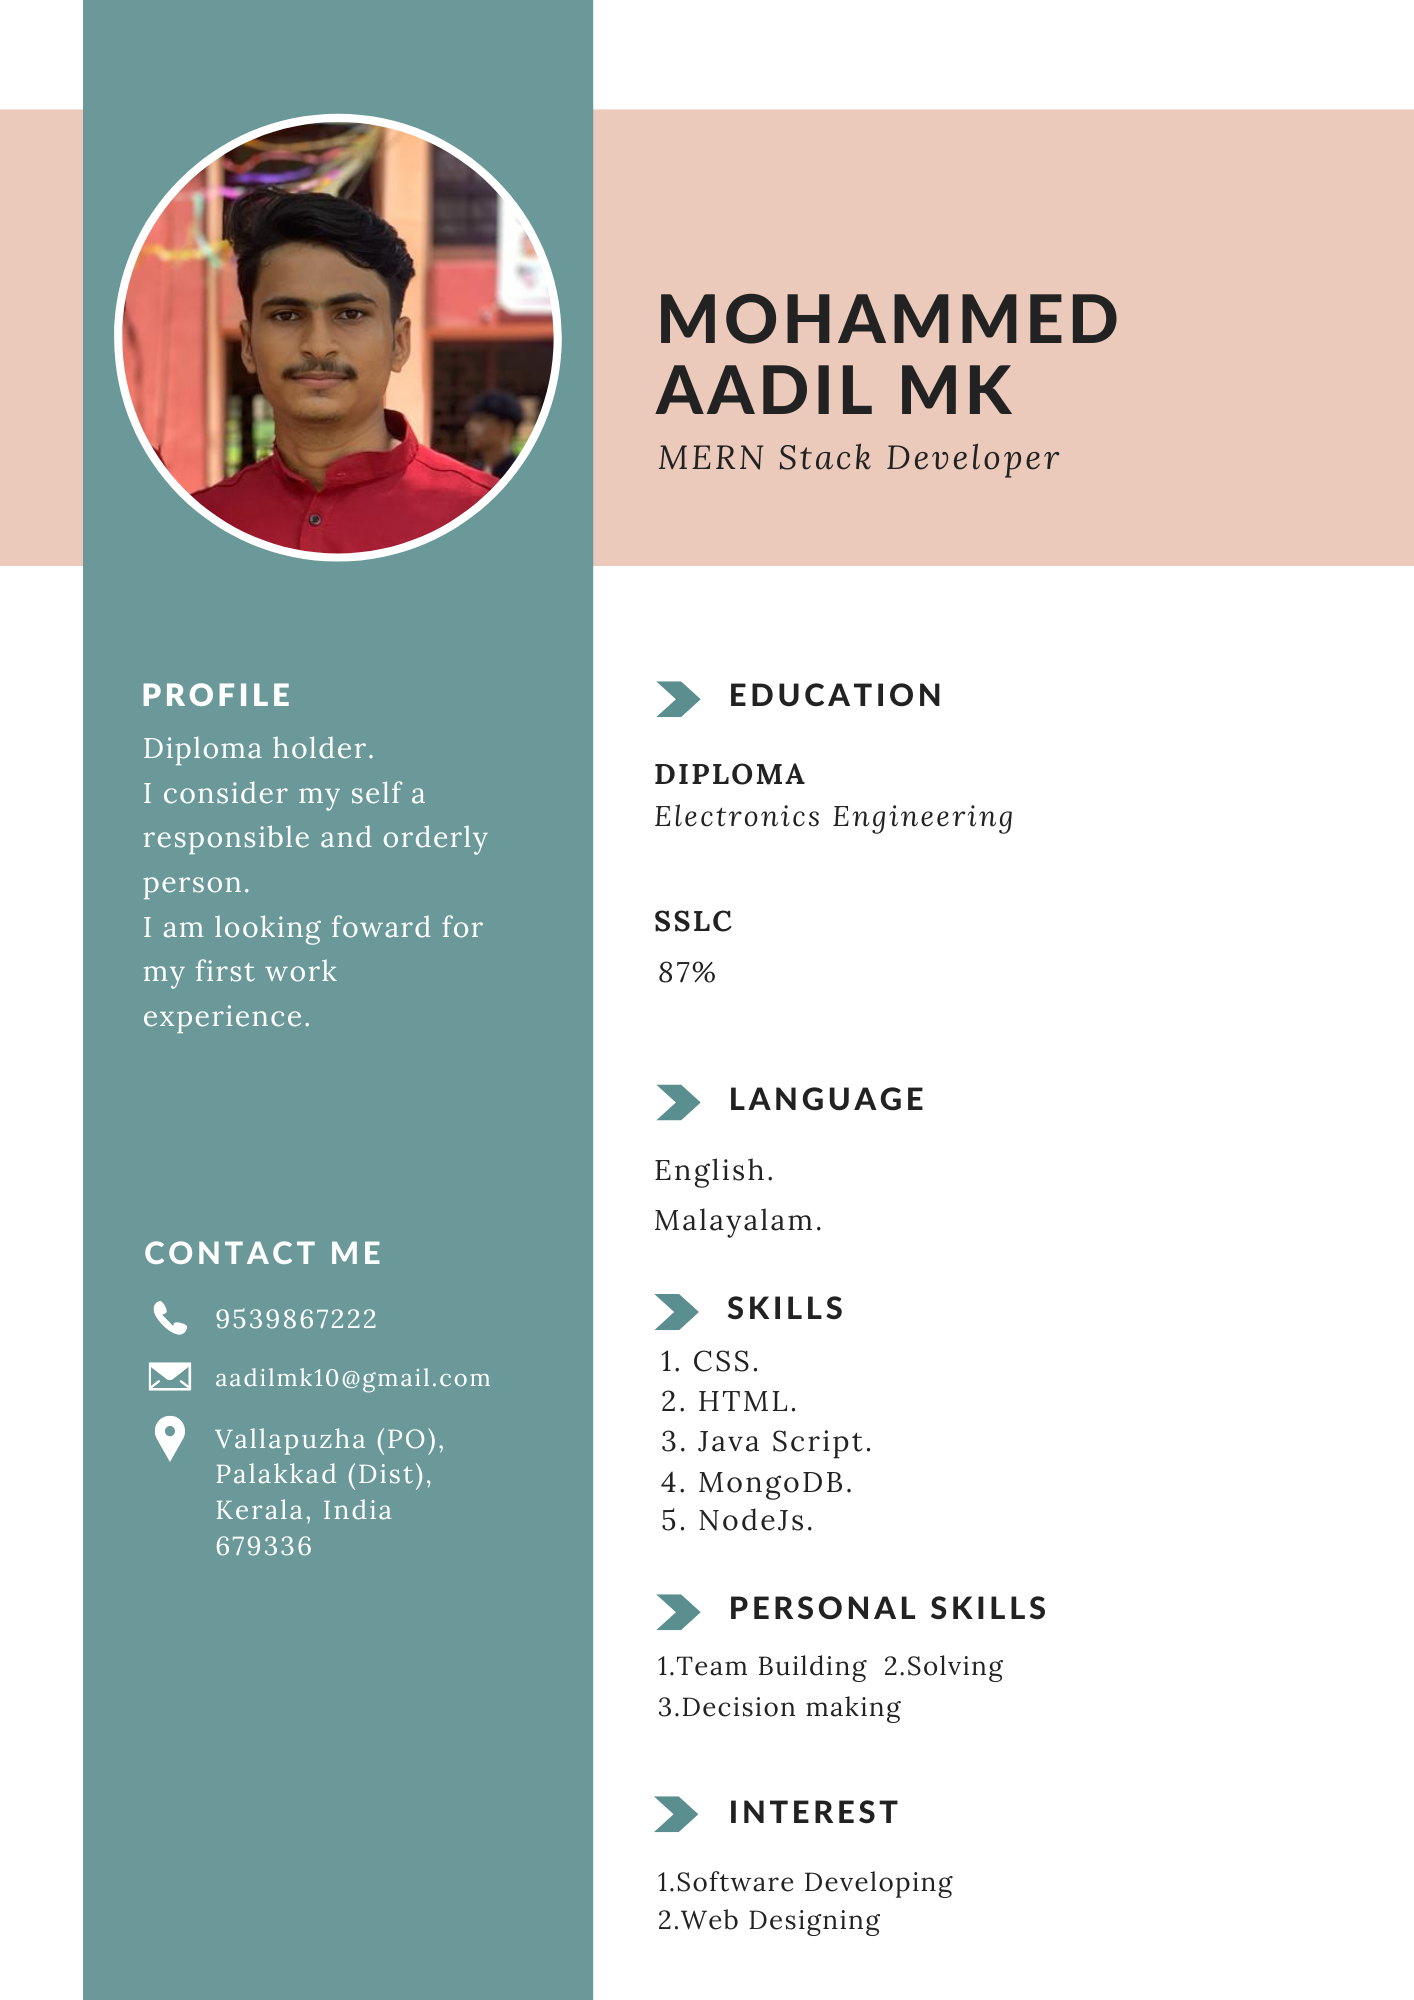 MOHAMMED
AADIL MK
MERN Stack Developer
PROFILE
Diploma holder.
I consider my self a
responsible and orderly
person.
I am looking foward for
my first work
experience.
CONTACT ME
9539867222
aadilmk10@gmail.com
Vallapuzha (PO),
Palakkad (Dist),
Kerala, India
679336
EDUCATION
DIPLOMA
Electronics Engineering
SSLC
87%
LANGUAGE
English.
Malayalam.
SKILLS
1. CSS.
2. HTML.
3. Java Script.
4. MongoDB.
5. NodeJs.
PERSONAL SKILLS
1.Team Building  2.Solving
3.Decision making
INTEREST
1.Software Developing
2.Web Designing